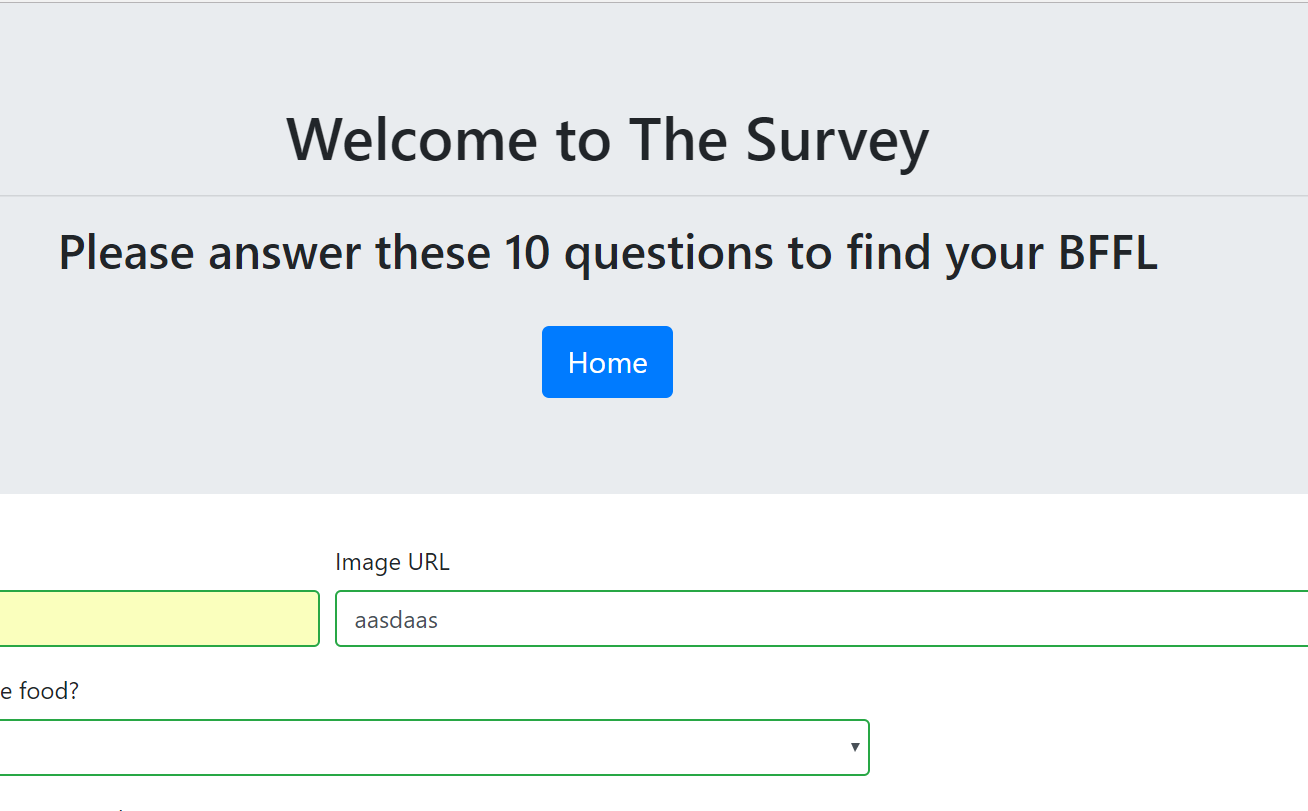 Welcome to The Survey
Please answer these 10 questions to find your BFFL
Home
Image URL
aasdaas
e food?